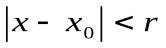 |x − x₀| < r